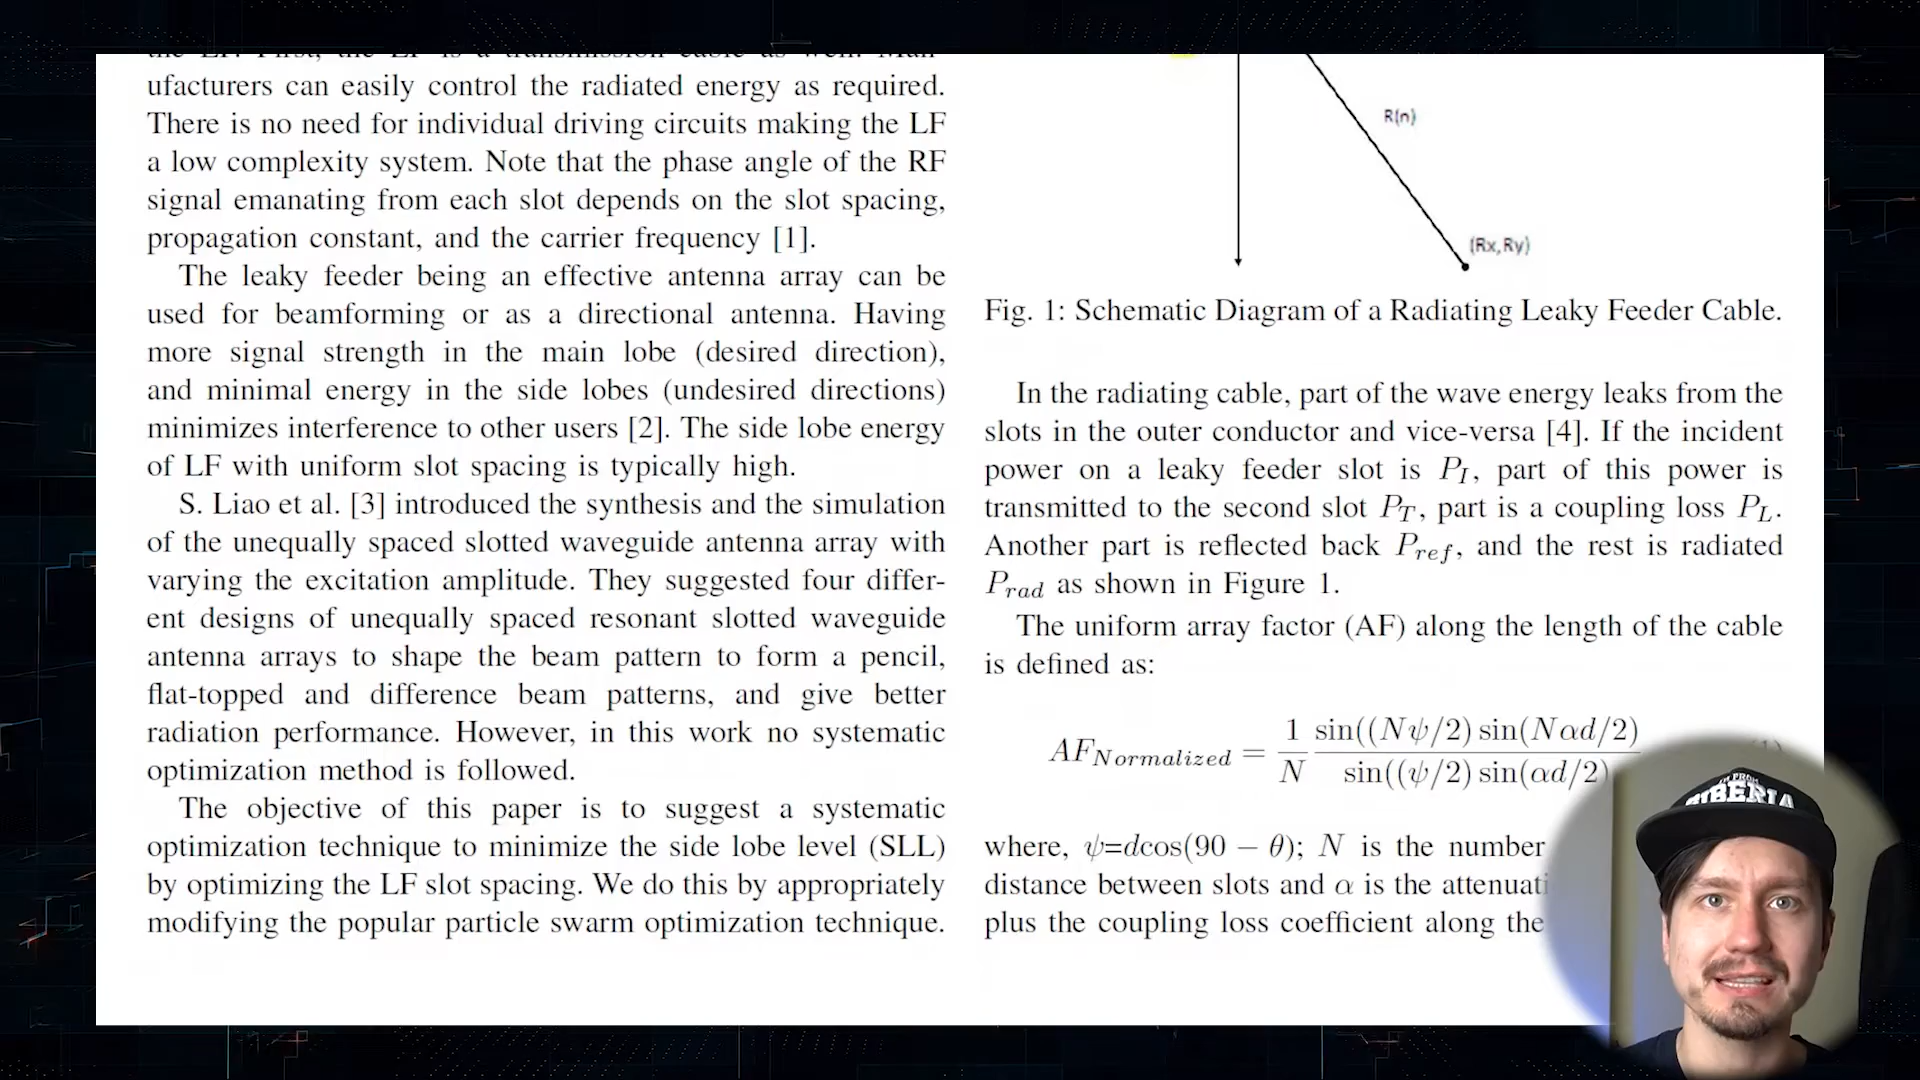 the LF. First, the LF is a transmission cable as well. Man-
ufacturers can easily control the radiated energy as required.
There is no need for individual driving circuits making the LF
a low complexity system. Note that the phase angle of the RF
signal emanating from each slot depends on the slot spacing,
propagation constant, and the carrier frequency [1].
The leaky feeder being an effective antenna array can be
used for beamforming or as a directional antenna. Having
more signal strength in the main lobe (desired direction),
and minimal energy in the side lobes (undesired directions)
minimizes interference to other users [2]. The side lobe energy
of LF with uniform slot spacing is typically high.
S. Liao et al. [3] introduced the synthesis and the simulation
of the unequally spaced slotted waveguide antenna array with
varying the excitation amplitude. They suggested four differ-
ent designs of unequally spaced resonant slotted waveguide
antenna arrays to shape the beam pattern to form a pencil,
flat-topped and difference beam patterns, and give better
radiation performance. However, in this work no systematic
optimization method is followed.
The objective of this paper is to suggest a systematic
optimization technique to minimize the side lobe level (SLL)
by optimizing the LF slot spacing. We do this by appropriately
modifying the popular particle swarm optimization technique.
R(n)
(Rx,Ry)
Fig. 1: Schematic Diagram of a Radiating Leaky Feeder Cable.
In the radiating cable, part of the wave energy leaks from the
slots in the outer conductor and vice-versa [4]. If the incident
power on a leaky feeder slot is P_I, part of this power is
transmitted to the second slot P_T, part is a coupling loss P_L.
Another part is reflected back P_ref, and the rest is radiated
P_rad as shown in Figure 1.
The uniform array factor (AF) along the length of the cable
is defined as:
AF_Normalized = 1/N sin((Nψ/2) sin(Nαd/2) / sin((ψ/2) sin(αd/2)
where, ψ=dcos(90 − θ); N is the number
distance between slots and α is the attenuati
plus the coupling loss coefficient along the
FROM
SIBERIA